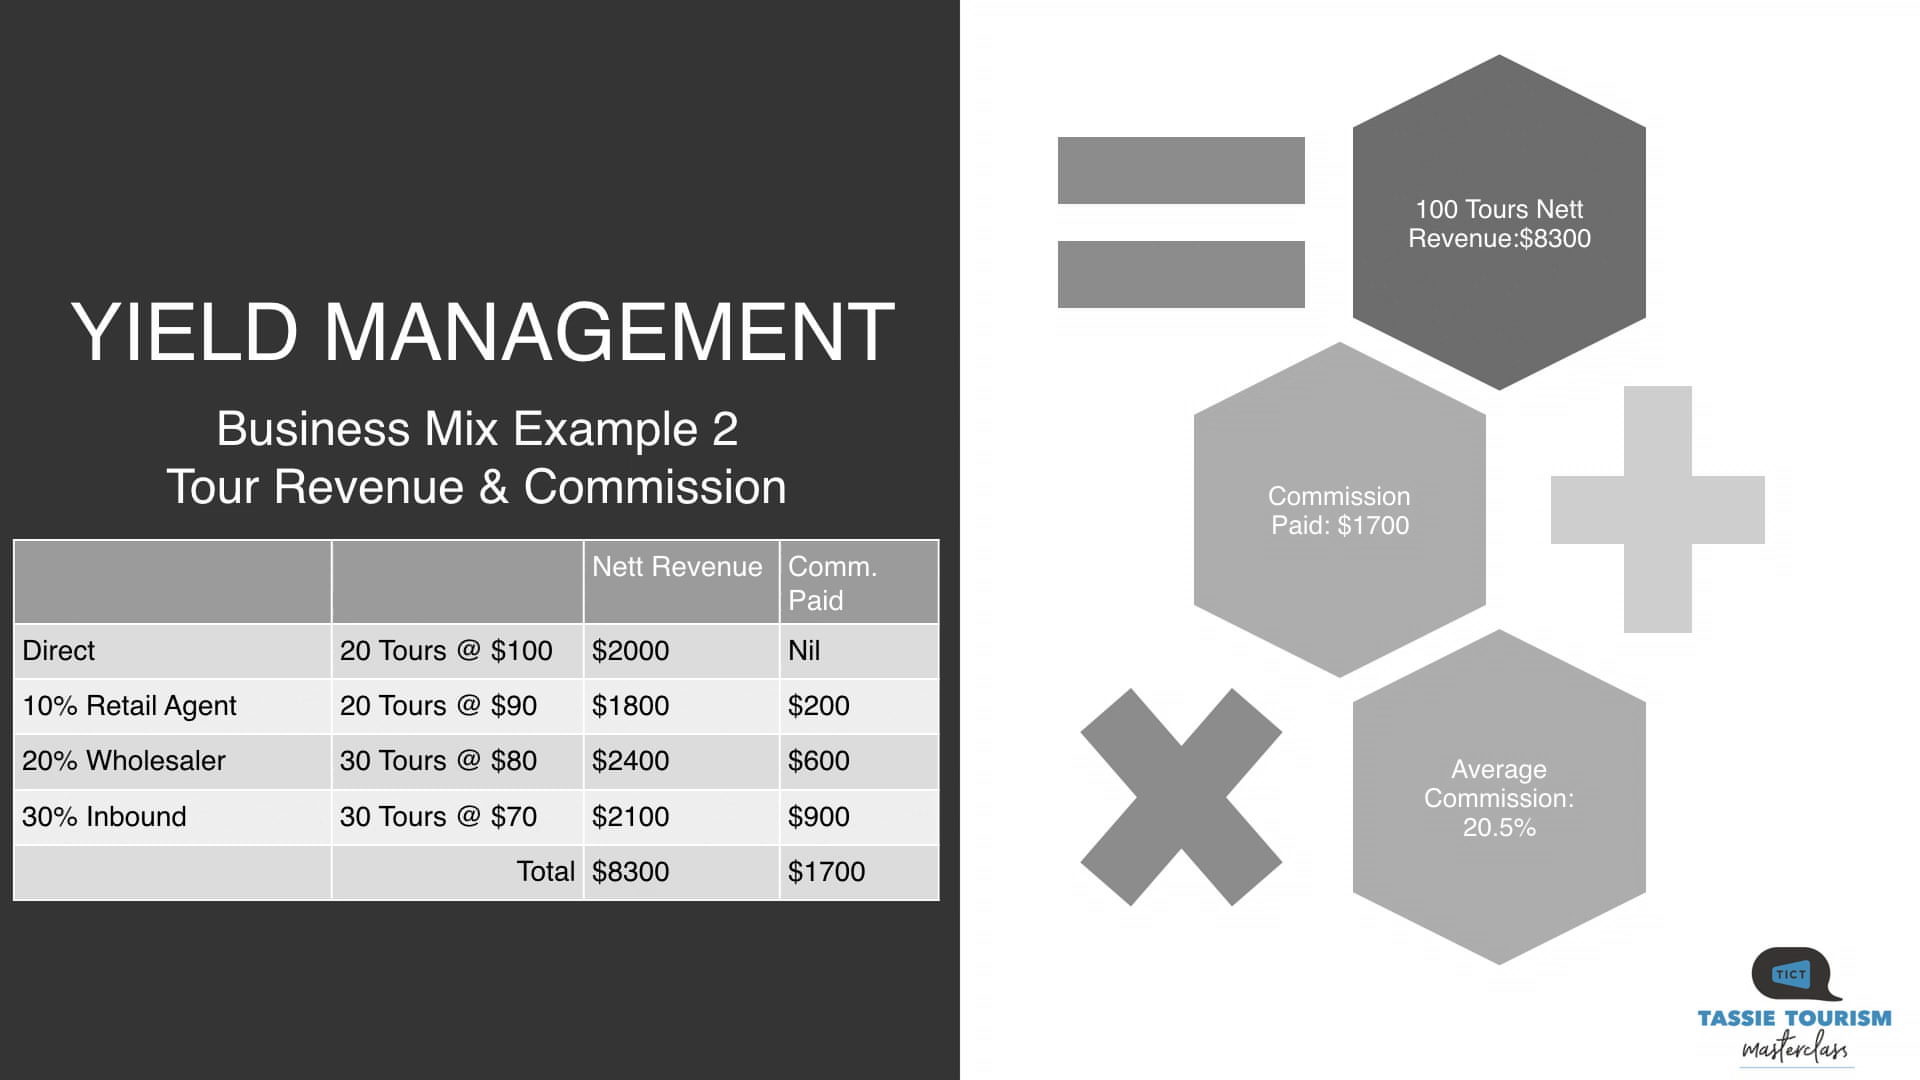 YIELD MANAGEMENT
Business Mix Example 2
Tour Revenue & Commission
Nett Revenue
Comm.
Paid
Direct
20 Tours @ $100
$2000
Nil
10% Retail Agent
20 Tours @ $90
$1800
$200
20% Wholesaler
30 Tours @ $80
$2400
$600
30% Inbound
30 Tours @ $70
$2100
$900
Total
$8300
$1700
100 Tours Nett
Revenue:$8300
Commission
Paid: $1700
Average
Commission:
20.5%
TICT
TASSIE TOURISM
masterclass